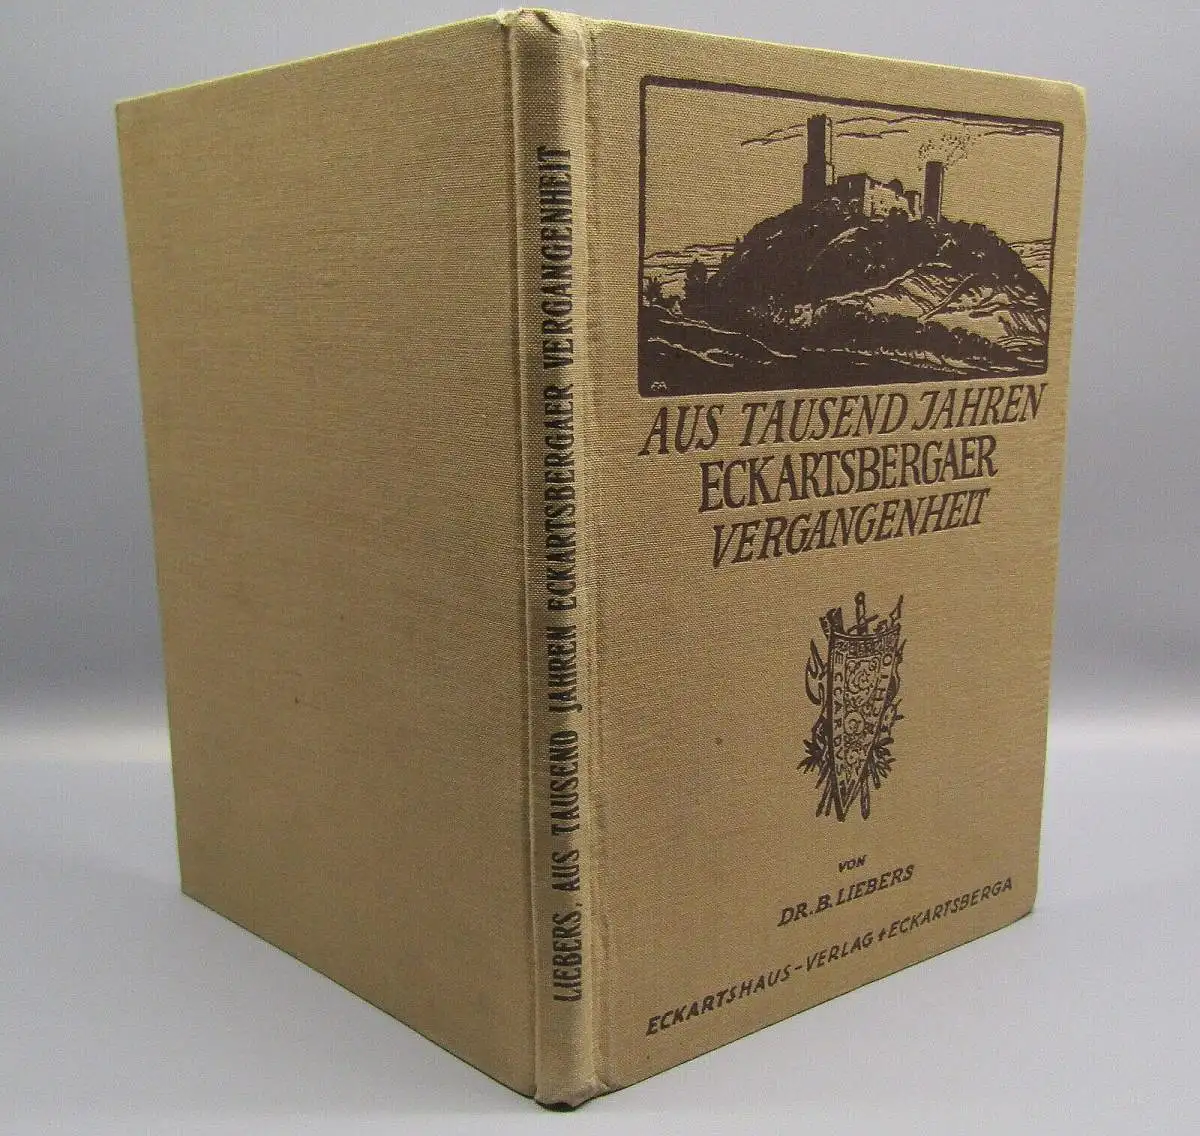 LIEBERS, AUS TAUSEND JAHREN ECKARTSBERGAER VERGANGENHEIT
AUS TAUSEND JAHREN
ECKARTSBERGAER
VERGANGENHEIT
VON
DR. B. LIEBERS
ECKARTSHAUS-VERLAG + ECKARTSBERGA